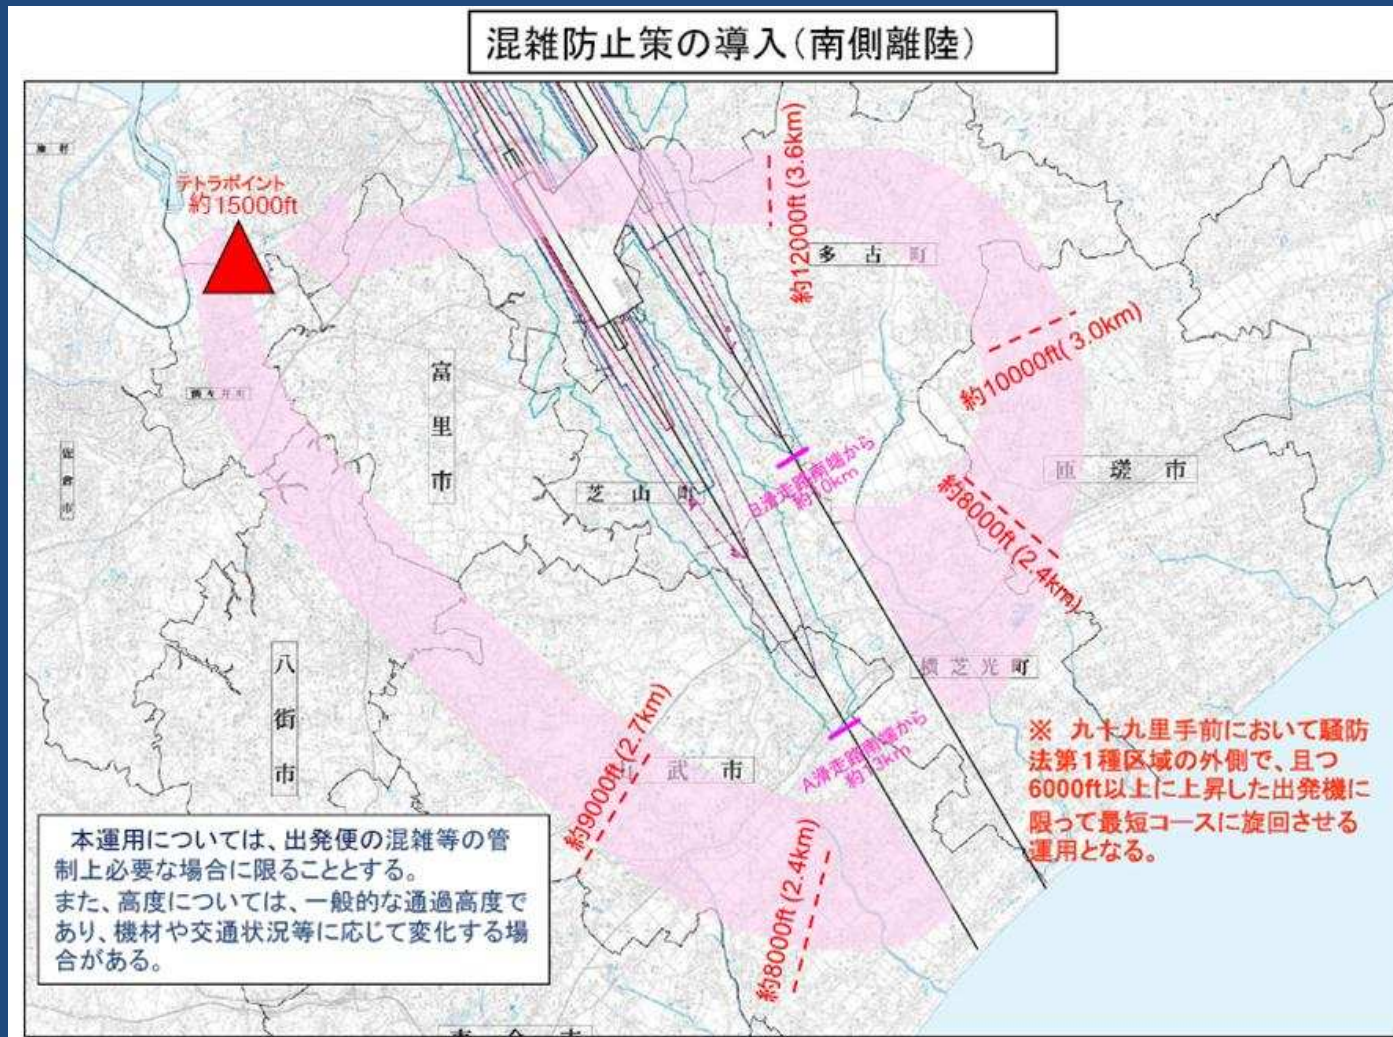 混雑防止策の導入(南側離陸)
テトラポイント
約15000ft
約12000ft (3.6km)
多古町
約10000ft( 3.0km)
富里市
芝山町
B滑走路南端から
匝瑳市
約8000ft (2.4km)
横芝光町
八街市
約9000ft (2.7km)
武市
A滑走路南端から
約13km
約8000ft (2.4km)
※ 九十九里手前において騒防
法第1種区域の外側で、且つ
6000ft以上に上昇した出発機に
限って最短コースに旋回させる
運用となる。
本運用については、出発便の混雑等の管
制上必要な場合に限ることとする。
また、高度については、一般的な通過高度で
あり、機材や交通状況等に応じて変化する場
合がある。